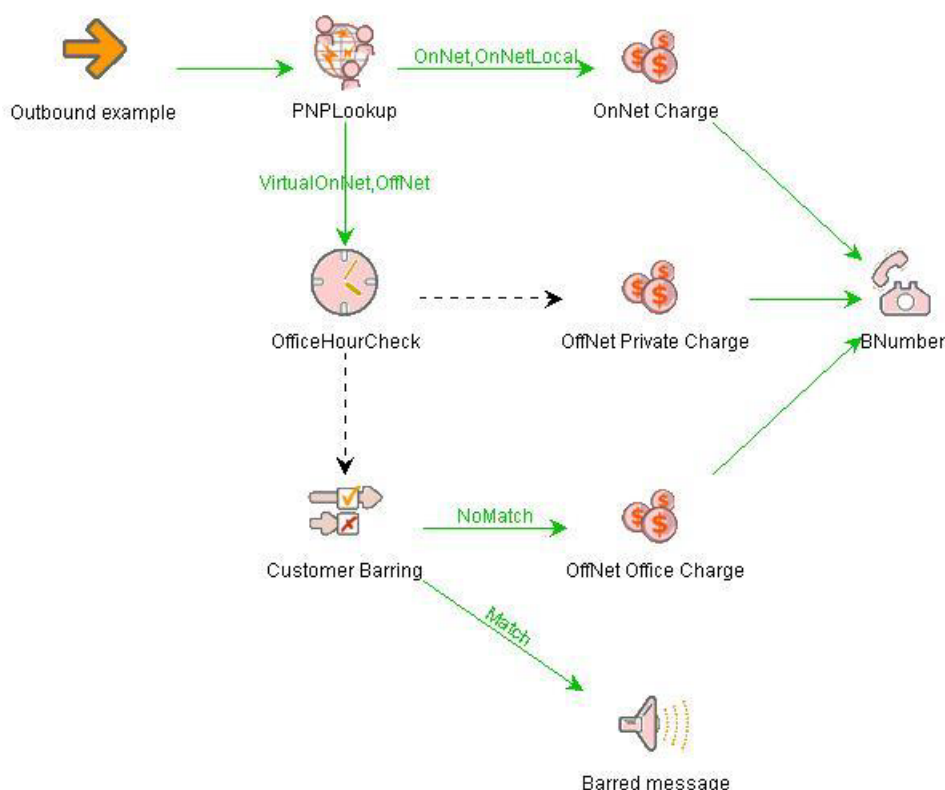 OnNet,OnNetLocal
Outbound example
PNPLookup
OnNet Charge
VirtualOnNet,OffNet
OfficeHourCheck
OffNet Private Charge
BNumber
NoMatch
Customer Barring
OffNet Office Charge
Match
Barred message